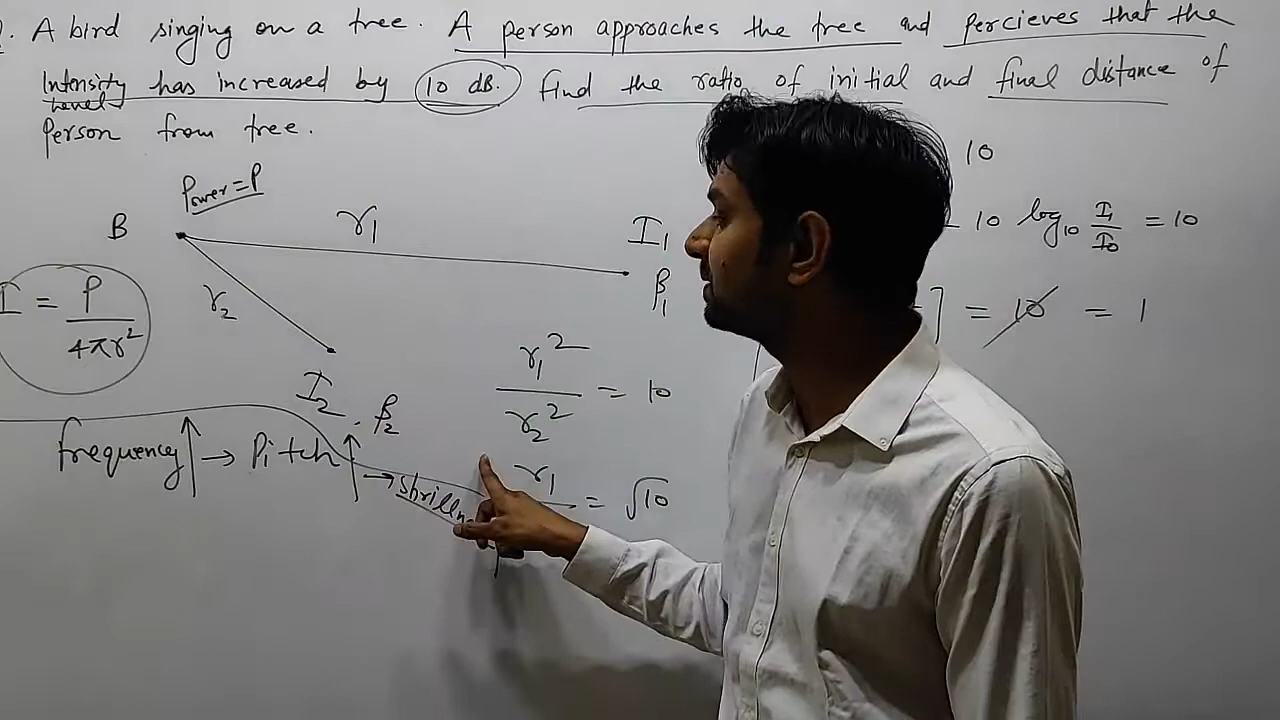 . A bird singing on a tree. A person approaches the tree and percieves that the
Intensity has increased by 10 dB. find the ratio of initial and final distance of
Level
Person from tree.
Power = P
B
r₁
I₁
β₁
10
- 10 log₁₀ I₁/I₀ = 10
I = P/4πr²
r₂
] = 10 = 1
I₂
β₂
r₁²/r₂² = 10
frequency ↑ → Pitch ↑ → Shrilln
r₁ = √10